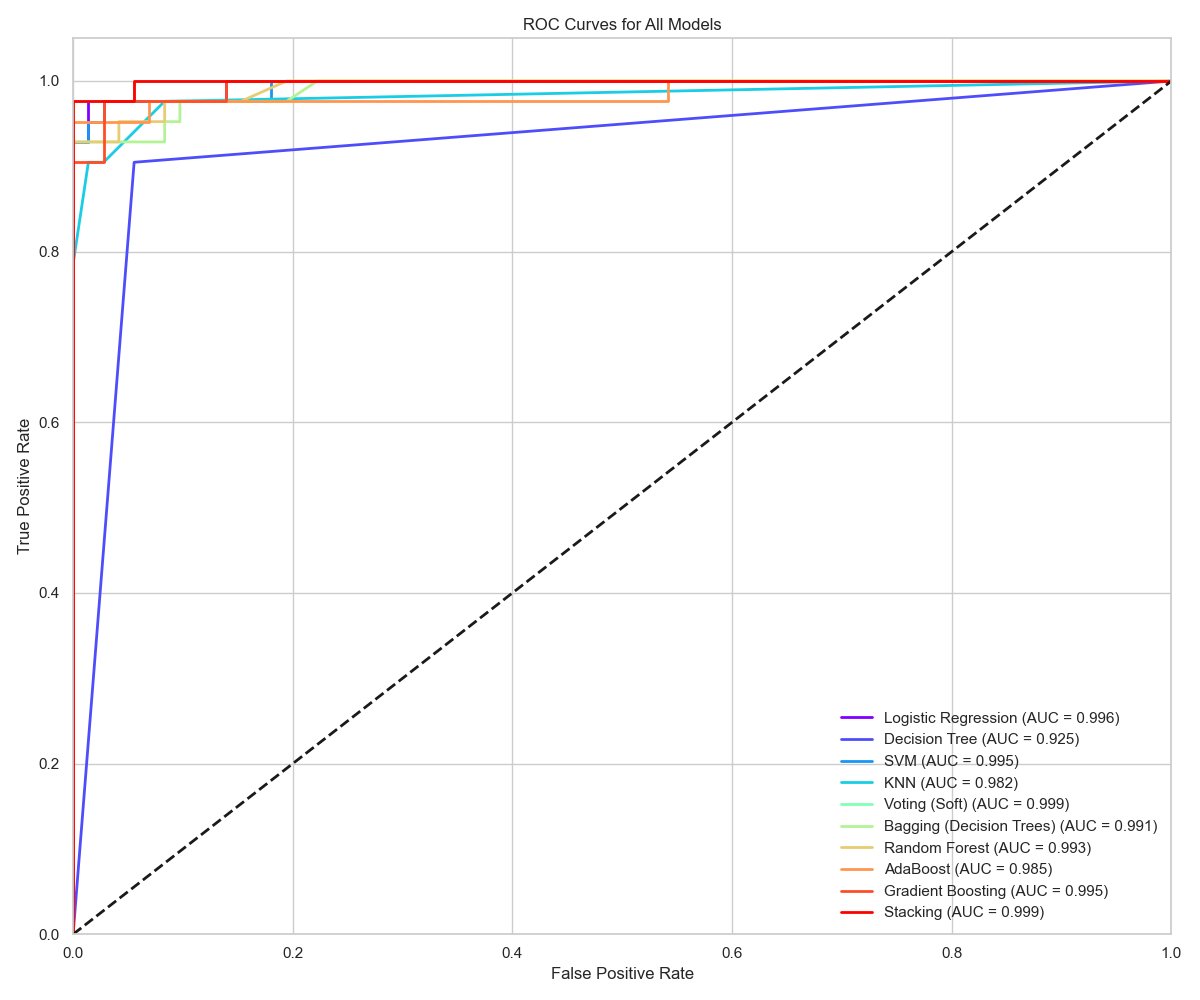 ROC Curves for All Models
True Positive Rate
1.0
0.8
0.6
0.4
0.2
0.0
Logistic Regression (AUC = 0.996)
Decision Tree (AUC = 0.925)
SVM (AUC = 0.995)
KNN (AUC = 0.982)
Voting (Soft) (AUC = 0.999)
Bagging (Decision Trees) (AUC = 0.991)
Random Forest (AUC = 0.993)
AdaBoost (AUC = 0.985)
Gradient Boosting (AUC = 0.995)
Stacking (AUC = 0.999)
0.0 0.2 0.4 0.6 0.8 1.0
False Positive Rate